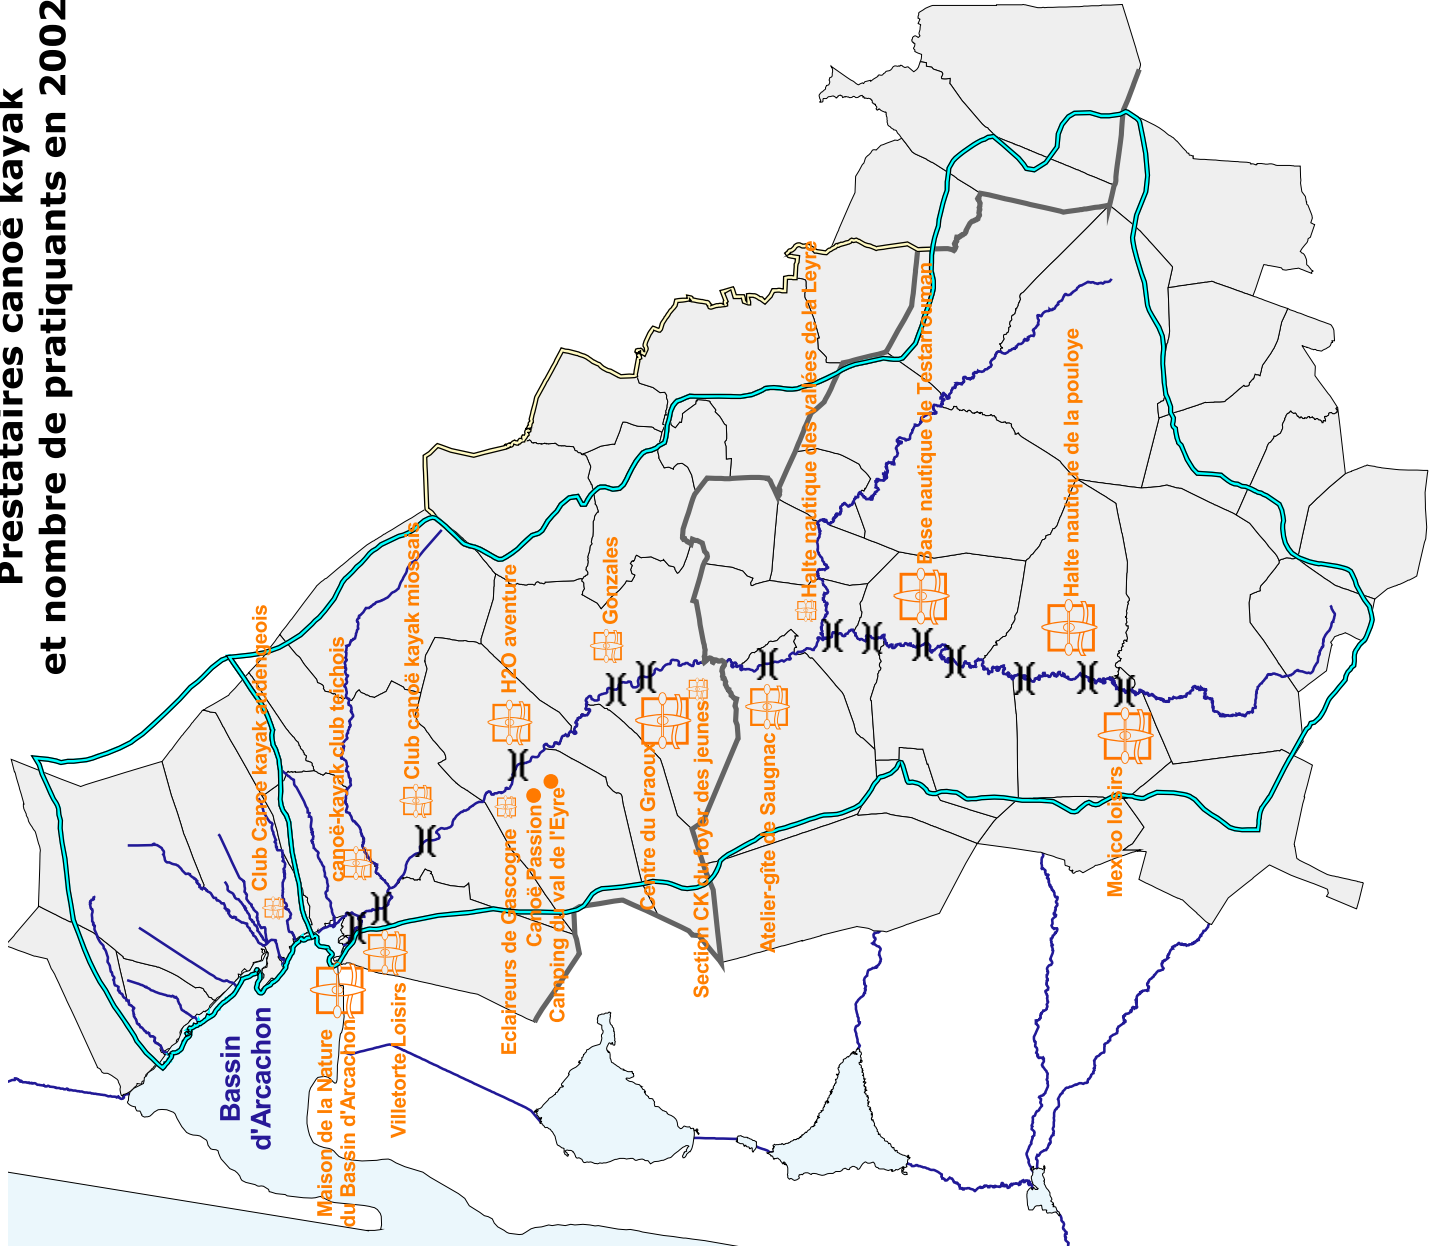 Prestataires canoë kayak
et nombre de pratiquants en 2002
Club Canoe kayak audengeois
canoë-kayak club teichois
Club canoë kayak miossais
H2O aventure
Gonzales
Halte nautique des vallées de la Leyre
Base nautique de Testarrouman
Halte nautique de la pouloye
Bassin
d'Arcachon
Maison de la Nature
du Bassin d'Arcachon
Villetorte Loisirs
Eclaireurs de Gascogne
Canoë Passion
Camping du val de l'Eyre
Centre du Graoux
Section CK du foyer des jeunes
Atelier-gîte de Saugnac
Mexico loisirs